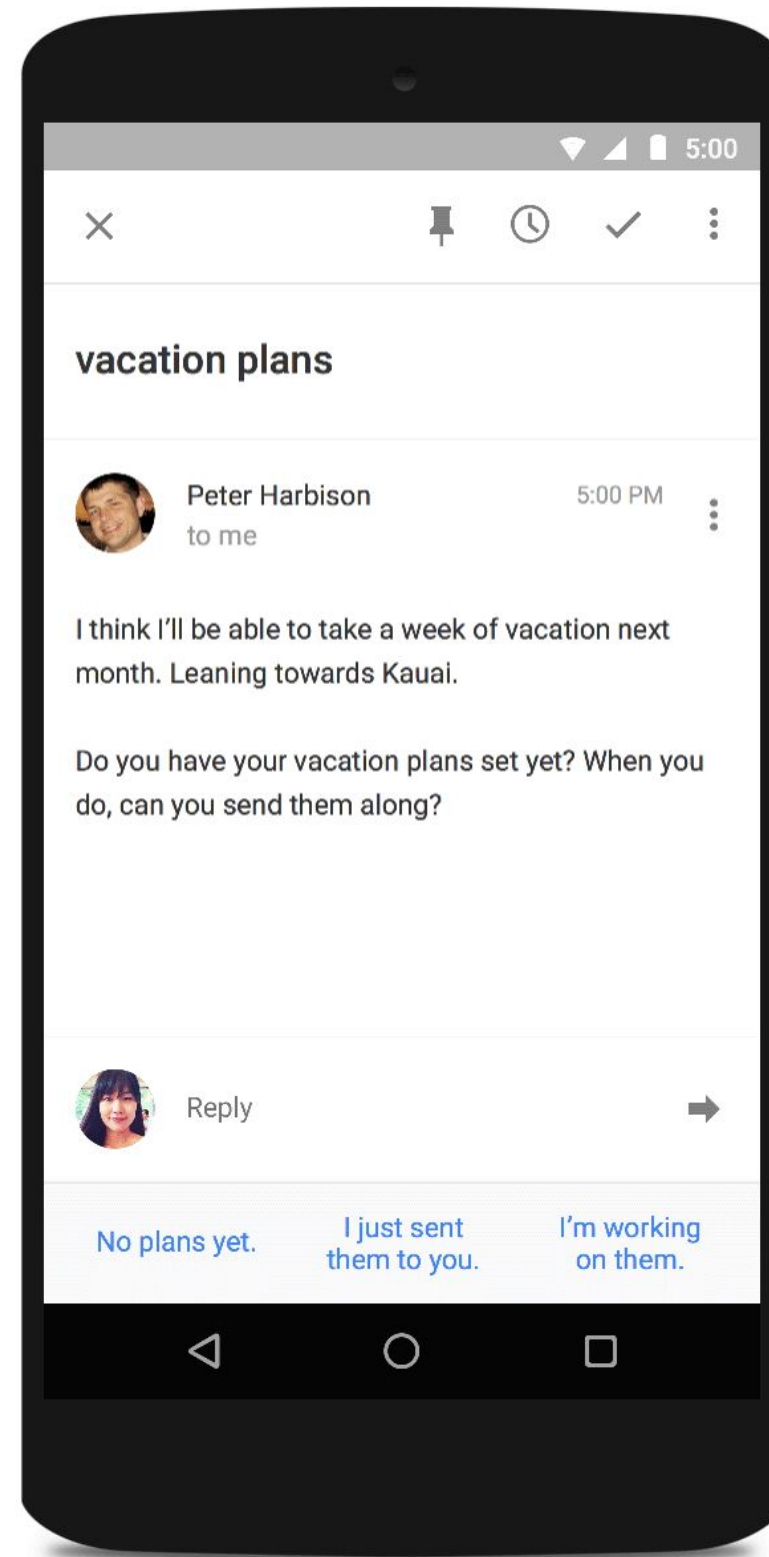 5:00
vacation plans
Peter Harbison
5:00 PM
to me
I think I’ll be able to take a week of vacation next
month. Leaning towards Kauai.
Do you have your vacation plans set yet? When you
do, can you send them along?
Reply
No plans yet.
I just sent
them to you.
I’m working
on them.